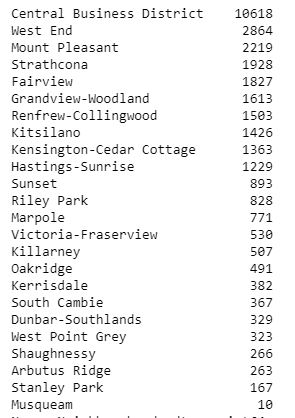 Central Business District 10618
West End 2864
Mount Pleasant 2219
Strathcona 1928
Fairview 1827
Grandview-Woodland 1613
Renfrew-Collingwood 1503
Kitsilano 1426
Kensington-Cedar Cottage 1363
Hastings-Sunrise 1229
Sunset 893
Riley Park 828
Marpole 771
Victoria-Fraserview 530
Killarney 507
Oakridge 491
Kerrisdale 382
South Cambie 367
Dunbar-Southlands 329
West Point Grey 323
Shaughnessy 266
Arbutus Ridge 263
Stanley Park 167
Musqueam 10